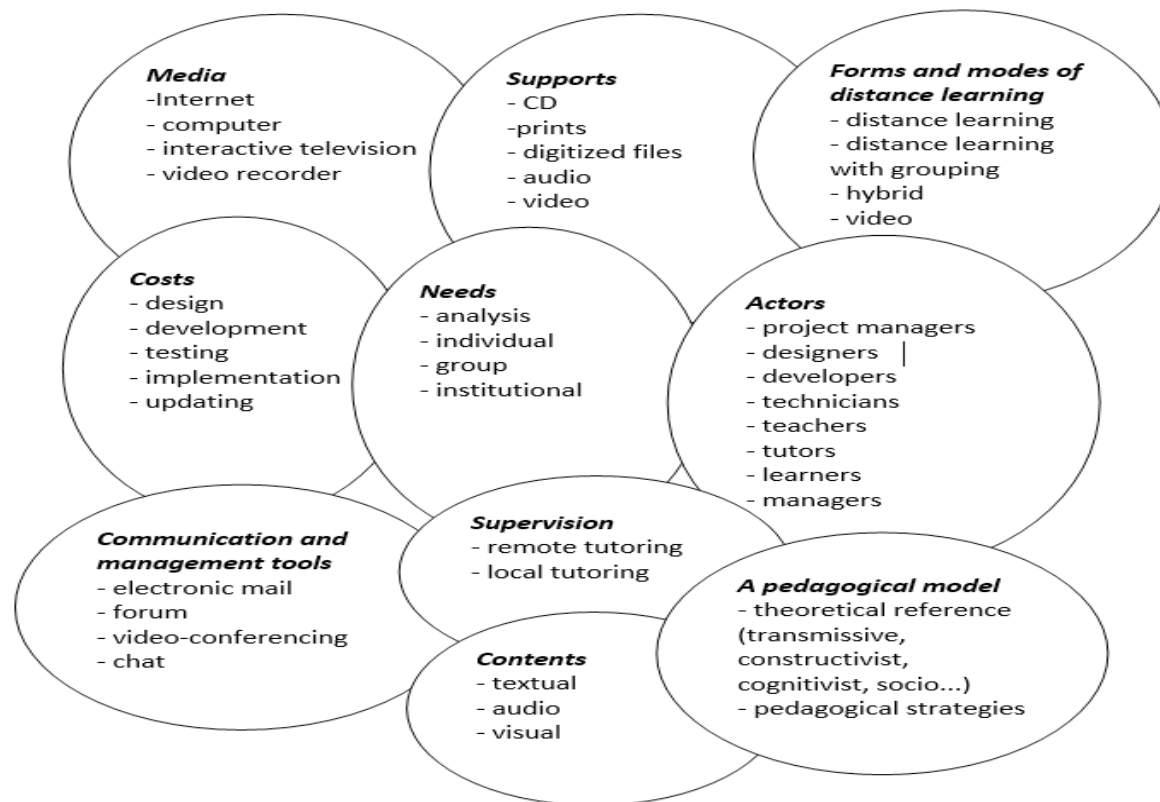 Media
-Internet
- computer
- interactive television
- video recorder
Supports
- CD
-prints
- digitized files
- audio
- video
Forms and modes of
distance learning
- distance learning
- distance learning
with grouping
- hybrid
- video
Costs
- design
- development
- testing
- implementation
- updating
Needs
- analysis
- individual
- group
- institutional
Actors
- project managers
- designers
- developers
- technicians
- teachers
- tutors
- learners
- managers
Communication and
management tools
- electronic mail
- forum
- video-conferencing
- chat
Supervision
- remote tutoring
- local tutoring
Contents
- textual
- audio
- visual
A pedagogical model
- theoretical reference
(transmissive,
constructivist,
cognitivist, socio...)
- pedagogical strategies